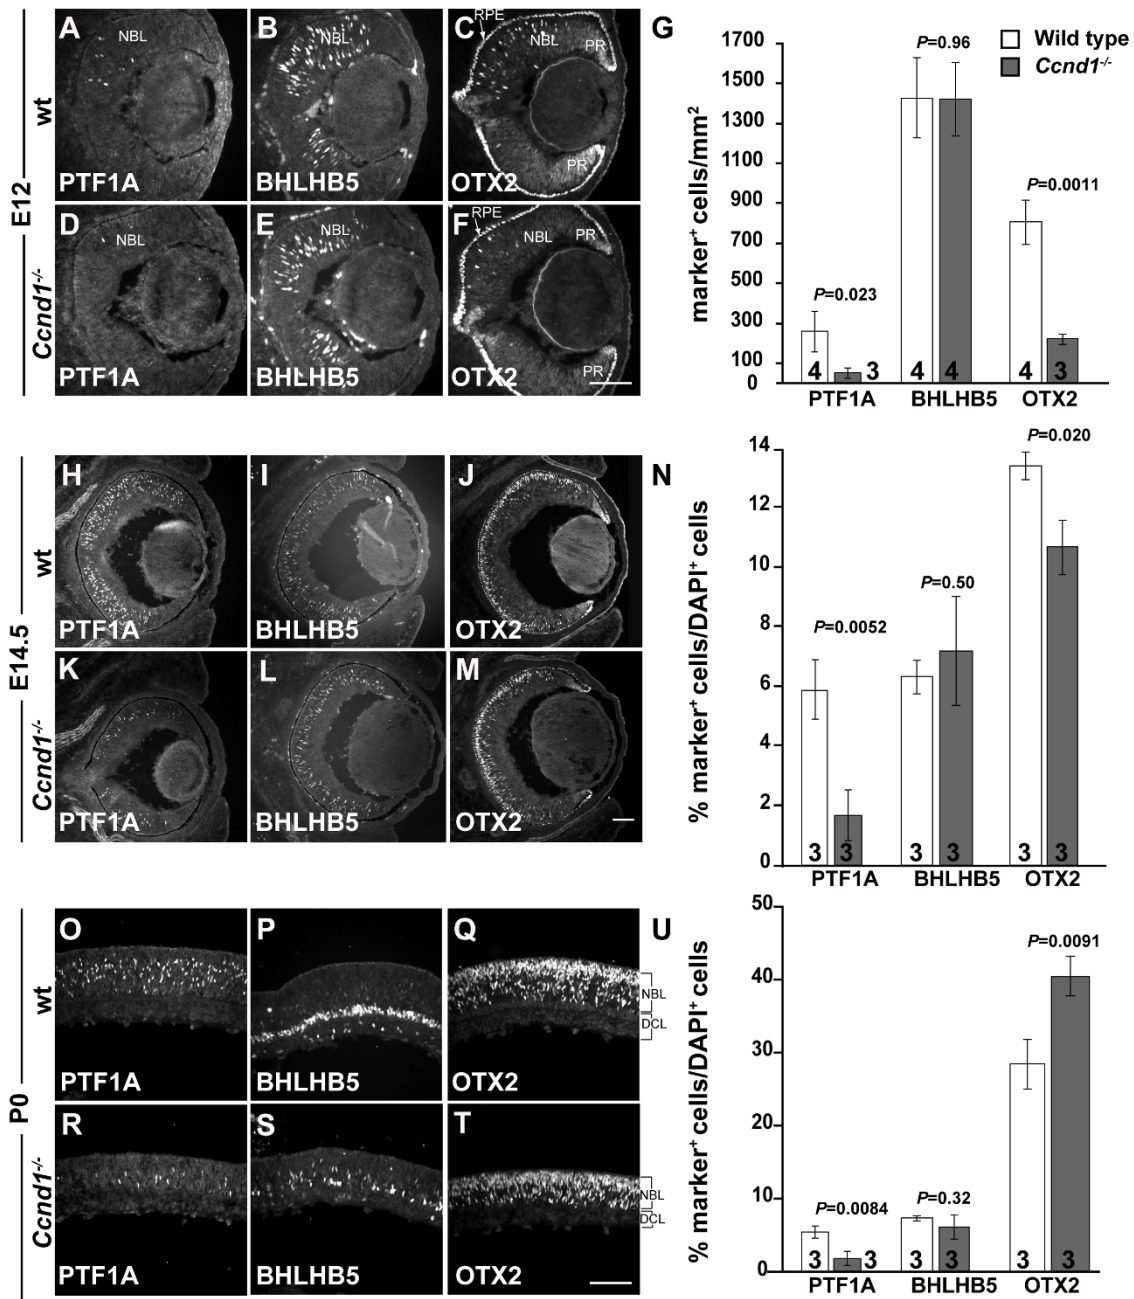 E12
wt
A
NBL
PTF1A
B
NBL
BHLHB5
C
RPE
NBL
PR
PR
OTX2
Ccnd1-/-
D
NBL
PTF1A
E
NBL
BHLHB5
F
RPE
NBL
PR
PR
OTX2
G
Wild type
Ccnd1-/-
marker+ cells/mm2
1700
1500
1300
1100
900
700
500
300
100
0
P=0.023
P=0.96
P=0.0011
4 3 4 4 4 3
PTF1A BHLHB5 OTX2
E14.5
wt
H
PTF1A
I
BHLHB5
J
OTX2
Ccnd1-/-
K
PTF1A
L
BHLHB5
M
OTX2
N
% marker+ cells/DAPI+ cells
14
12
10
8
6
4
2
0
P=0.0052
P=0.50
P=0.020
3 3 3 3 3 3
PTF1A BHLHB5 OTX2
P0
wt
O
PTF1A
P
BHLHB5
Q
NBL
DCL
OTX2
Ccnd1-/-
R
PTF1A
S
BHLHB5
T
NBL
DCL
OTX2
U
% marker+ cells/DAPI+ cells
50
40
30
20
10
0
P=0.0084
P=0.32
P=0.0091
3 3 3 3 3 3
PTF1A BHLHB5 OTX2